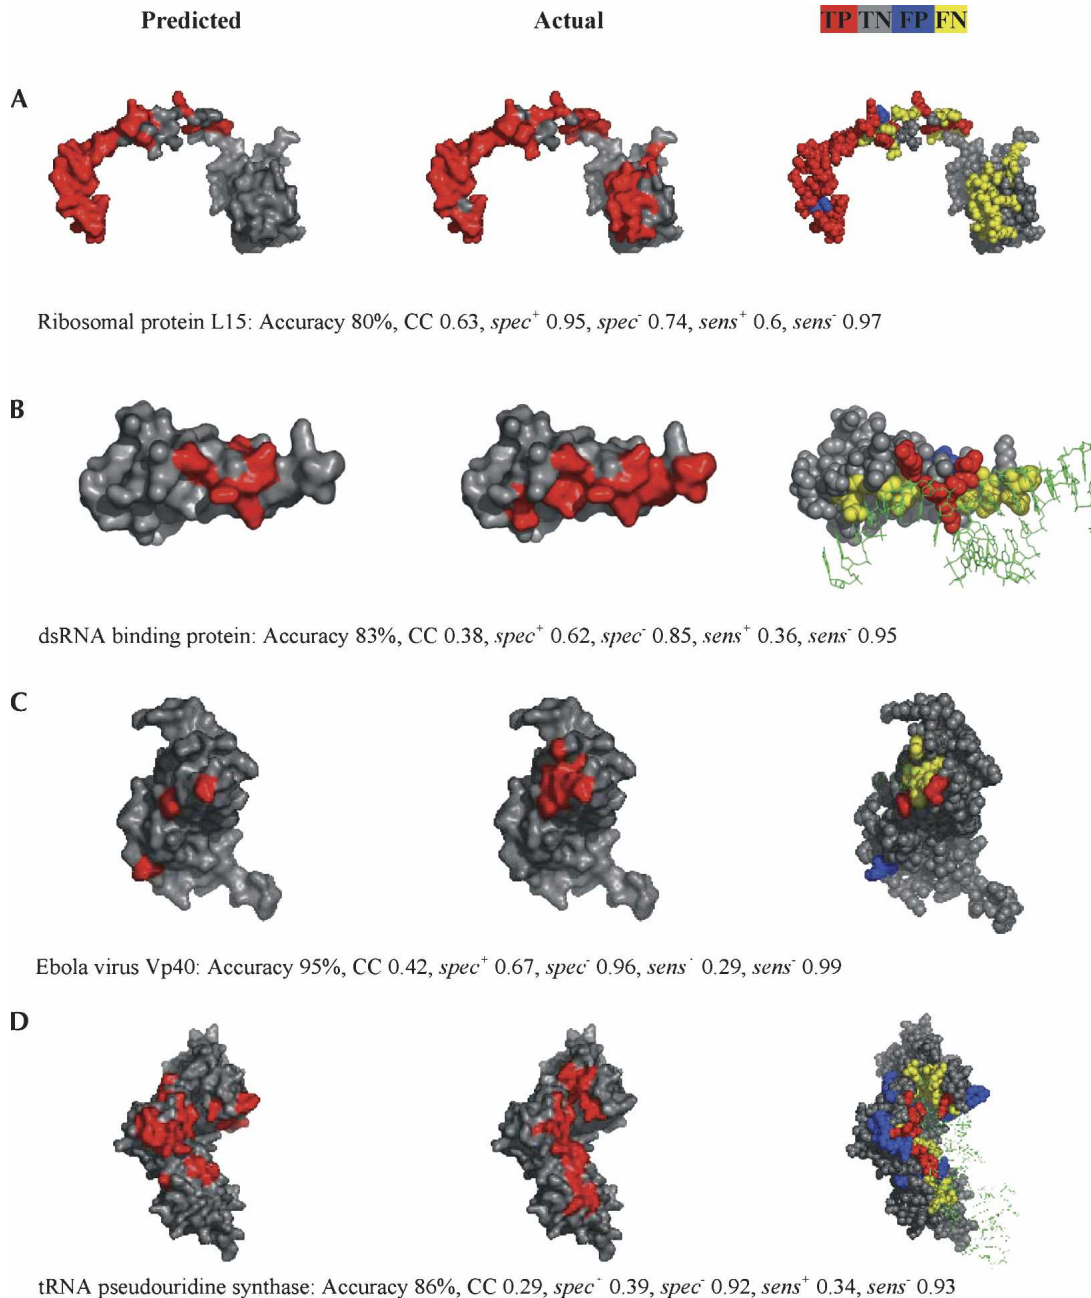 Predicted Actual TP TN FP FN
A
Ribosomal protein L15: Accuracy 80%, CC 0.63, spec⁺ 0.95, spec⁻ 0.74, sens⁺ 0.6, sens⁻ 0.97
B
dsRNA binding protein: Accuracy 83%, CC 0.38, spec⁺ 0.62, spec⁻ 0.85, sens⁺ 0.36, sens⁻ 0.95
C
Ebola virus Vp40: Accuracy 95%, CC 0.42, spec⁺ 0.67, spec⁻ 0.96, sens˙ 0.29, sens⁻ 0.99
D
tRNA pseudouridine synthase: Accuracy 86%, CC 0.29, spec˙ 0.39, spec⁻ 0.92, sens⁺ 0.34, sens⁻ 0.93